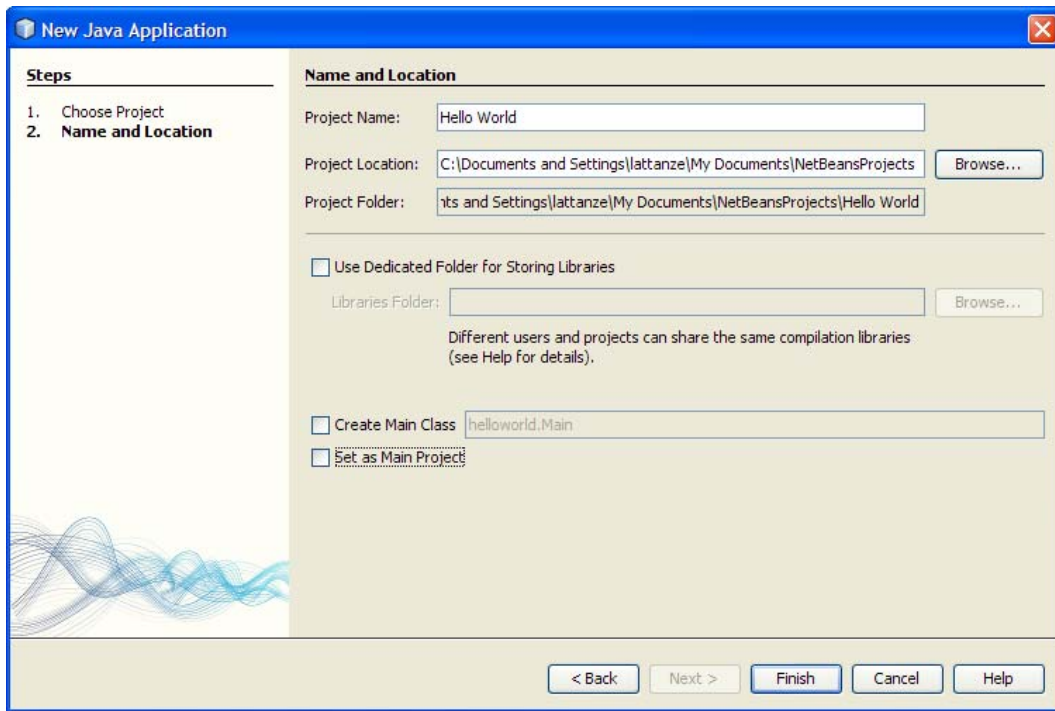 New Java Application
Steps
1. Choose Project
2. Name and Location
Name and Location
Project Name: Hello World
Project Location: C:\Documents and Settings\lattanze\My Documents\NetBeansProjects Browse...
Project Folder: nts and Settings\lattanze\My Documents\NetBeansProjects\Hello World
Use Dedicated Folder for Storing Libraries
Libraries Folder: Browse...
Different users and projects can share the same compilation libraries
(see Help for details).
Create Main Class helloworld.Main
Set as Main Project
< Back Next > Finish Cancel Help